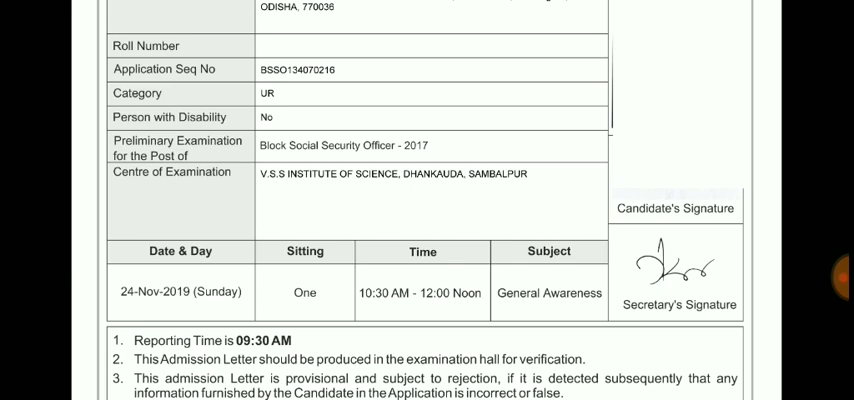 ODISHA, 770036
Roll Number
Application Seq No BSSO134070216
Category UR
Person with Disability No
Preliminary Examination
for the Post of
Block Social Security Officer - 2017
Centre of Examination V.S.S INSTITUTE OF SCIENCE, DHANKAUDA, SAMBALPUR
Candidate's Signature
Date & Day Sitting Time Subject
24-Nov-2019 (Sunday) One 10:30 AM - 12:00 Noon General Awareness
Secretary's Signature
1. Reporting Time is 09:30 AM
2. This Admission Letter should be produced in the examination hall for verification.
3. This admission Letter is provisional and subject to rejection, if it is detected subsequently that any
information furnished by the Candidate in the Application is incorrect or false.